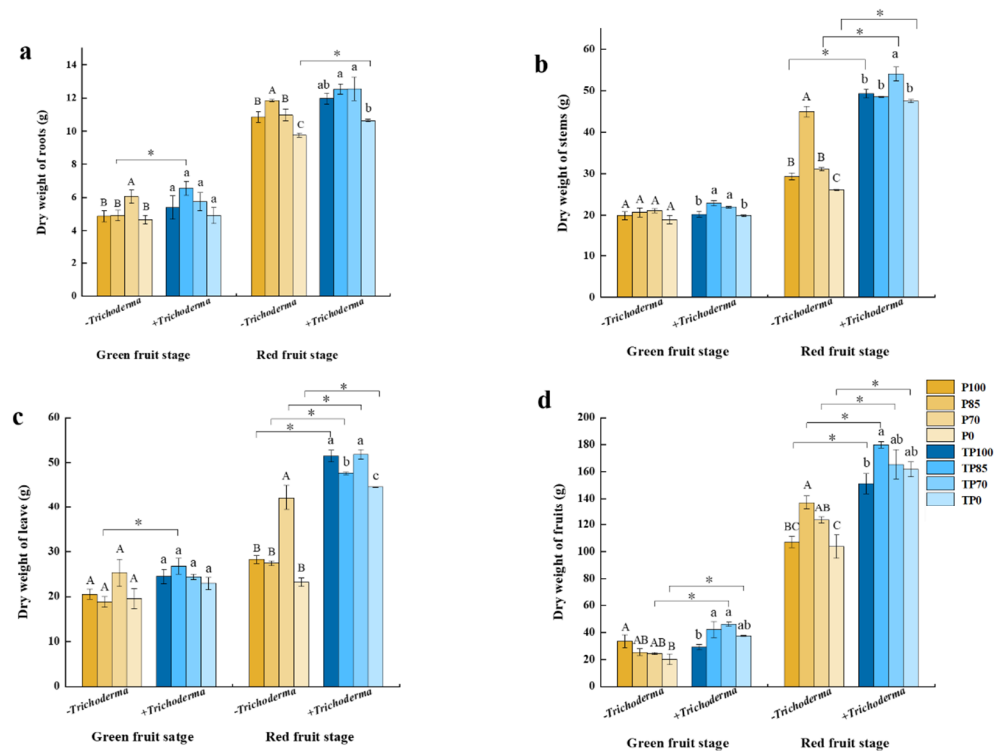 a
Dry weight of roots (g)
14
12
10
8
6
4
2
0
B B A B
*
a a a a
B A B C
*
ab a a b
-Trichoderma
+Trichoderma
-Trichoderma
+Trichoderma
Green fruit stage
Red fruit stage
b
Dry weight of stems (g)
60
50
40
30
20
10
0
A A A A
b a a b
B A B C
* * *
b b a b
-Trichoderma
+Trichoderma
-Trichoderma
+Trichoderma
Green fruit stage
Red fruit stage
c
Dry weight of leave (g)
60
50
40
30
20
10
0
A A A A
*
a a a a
B B A B
* * * *
a b a c
-Trichoderma
+Trichoderma
-Trichoderma
+Trichoderma
Green fruit satge
Red fruit stage
d
Dry weight of fruits (g)
200
180
160
140
120
100
80
60
40
20
0
A AB AB B
* *
b a a ab
BC A AB C
* * * *
b a ab ab
-Trichoderma
+Trichoderma
-Trichoderma
+Trichoderma
Green fruit stage
Red fruit stage
P100
P85
P70
P0
TP100
TP85
TP70
TP0